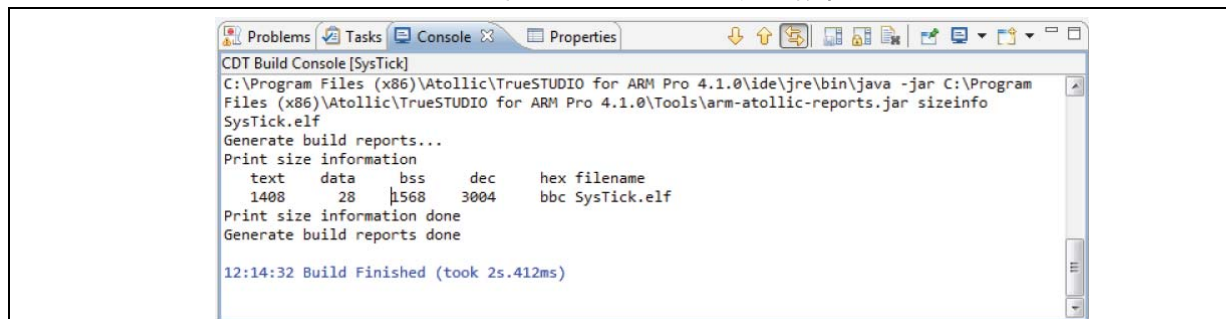 Problems Tasks Console Properties
CDT Build Console [SysTick]
C:\Program Files (x86)\Atollic\TrueSTUDIO for ARM Pro 4.1.0\ide\jre\bin\java -jar C:\Program
Files (x86)\Atollic\TrueSTUDIO for ARM Pro 4.1.0\Tools\arm-atollic-reports.jar sizeinfo
SysTick.elf
Generate build reports...
Print size information
text data bss dec hex filename
1408 28 1568 3004 bbc SysTick.elf
Print size information done
Generate build reports done
12:14:32 Build Finished (took 2s.412ms)